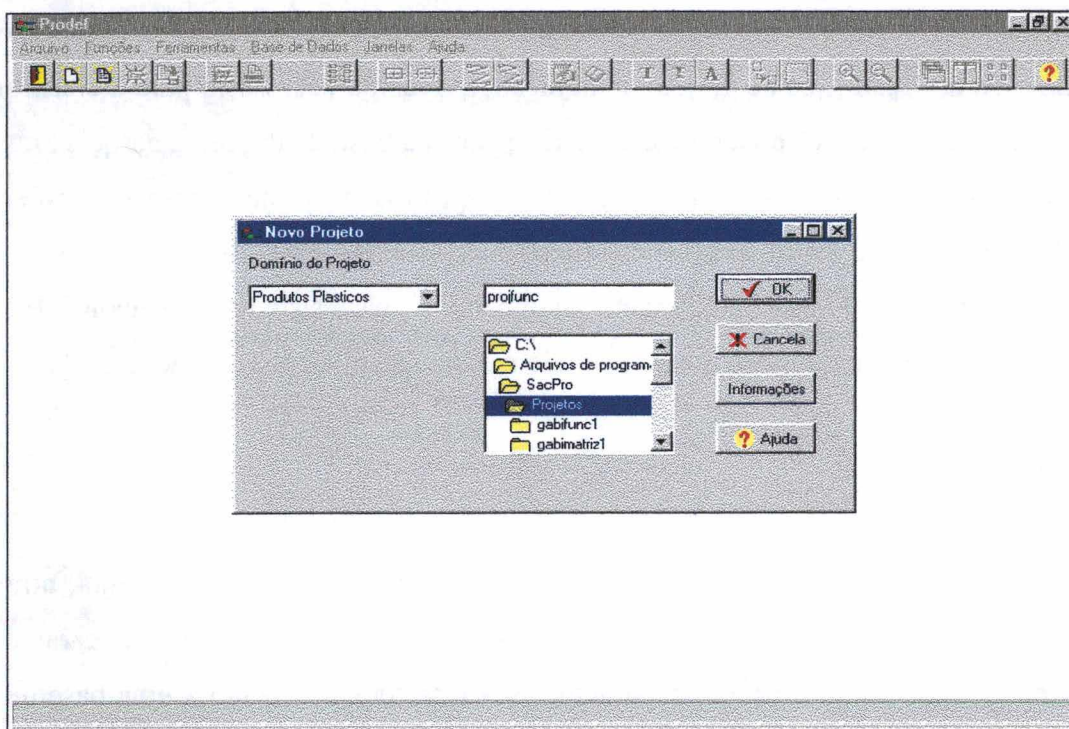 Prodef
Arquivo Funções Ferramentas Base de Dados Janelas Ajuda
Novo Projeto
Domínio do Projeto
Produtos Plasticos
projfunc
OK
C:\
Arquivos de program
SacPro
Projetos
gabifunc1
gabimatriz1
Cancela
Informações
Ajuda